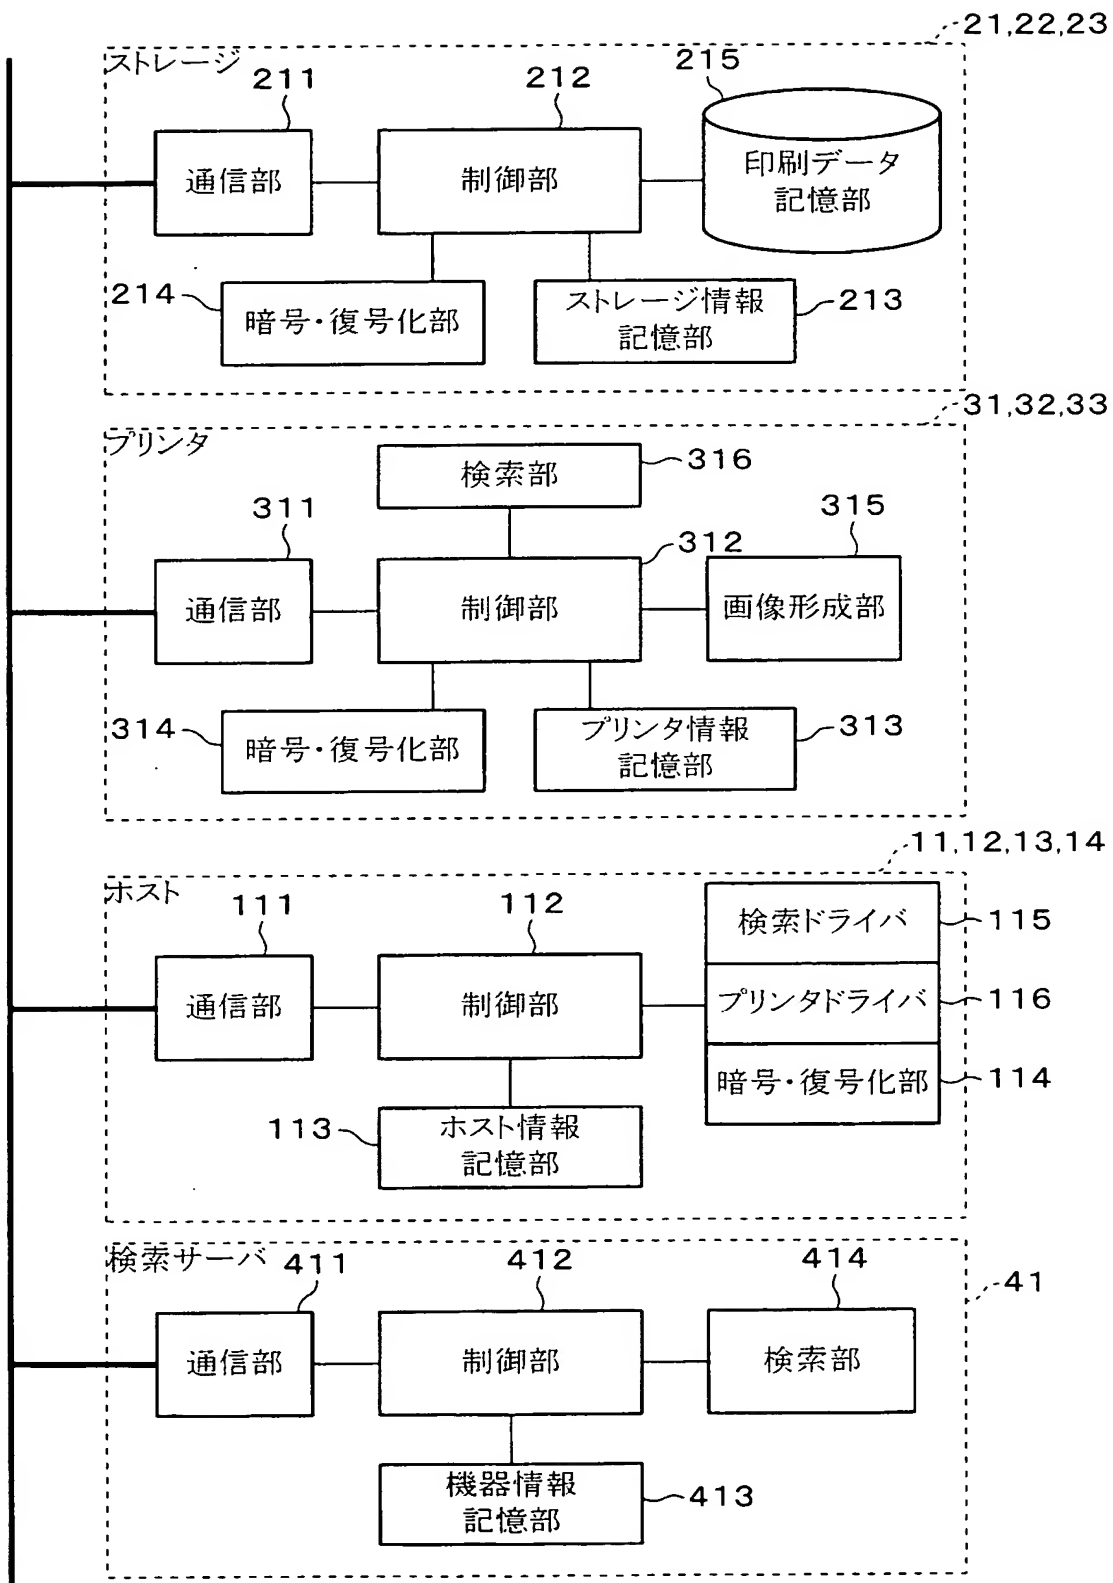 21,22,23
ストレージ
211
212
215
通信部
制御部
印刷データ
記憶部
214
暗号・復号化部
ストレージ情報
記憶部
213
31,32,33
プリンタ
検索部
316
311
312
315
通信部
制御部
画像形成部
314
暗号・復号化部
プリンタ情報
記憶部
313
11,12,13,14
ホスト
111
112
検索ドライバ
115
通信部
制御部
プリンタドライバ
116
暗号・復号化部
114
113
ホスト情報
記憶部
検索サーバ
411
412
414
41
通信部
制御部
検索部
機器情報
記憶部
413